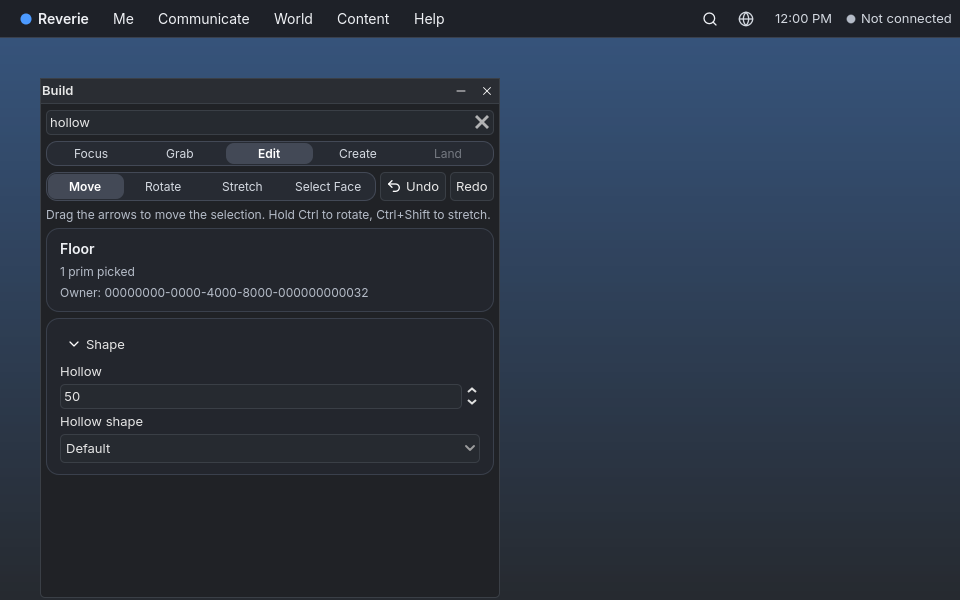 Reverie Me Communicate World Content Help 12:00 PM Not connected
Build
hollow
Focus Grab Edit Create Land
Move Rotate Stretch Select Face Undo Redo
Drag the arrows to move the selection. Hold Ctrl to rotate, Ctrl+Shift to stretch.
Floor
1 prim picked
Owner: 00000000-0000-4000-8000-000000000032
Shape
Hollow
50
Hollow shape
Default